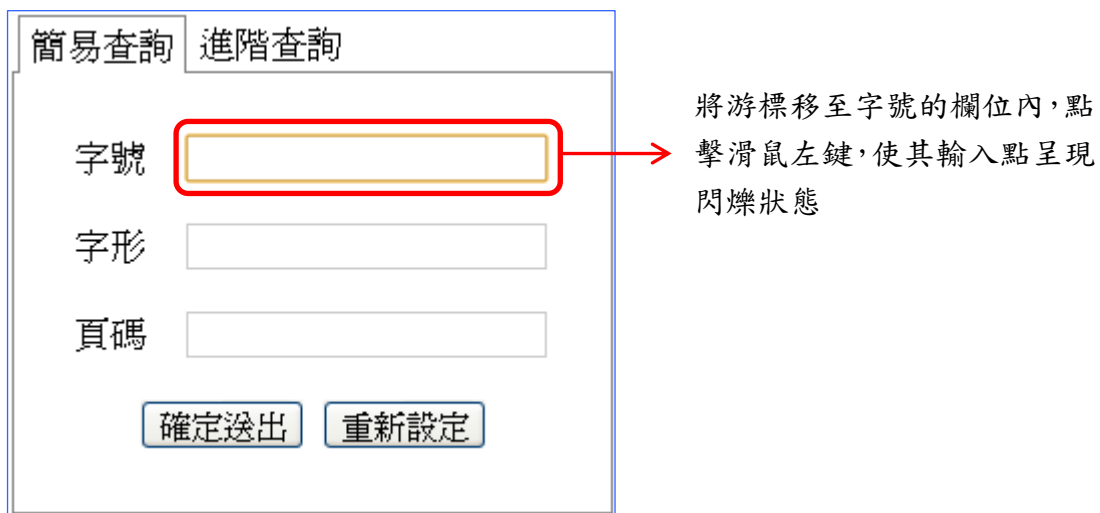 簡易查詢 進階查詢
字號
字形
頁碼
確定送出 重新設定
將游標移至字號的欄位內，點
擊滑鼠左鍵，使其輸入點呈現
閃爍狀態